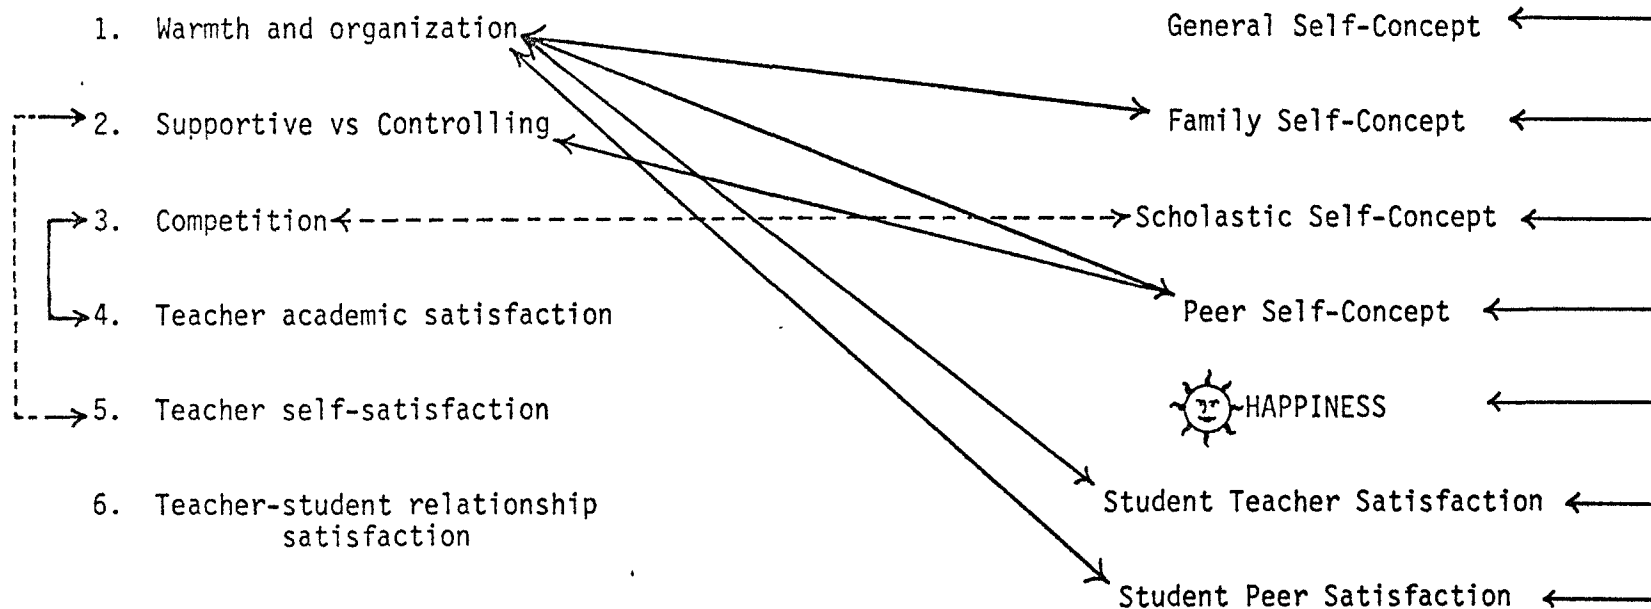 1. Warmth and organization
2. Supportive vs Controlling
3. Competition
4. Teacher academic satisfaction
5. Teacher self-satisfaction
6. Teacher-student relationship
satisfaction
General Self-Concept
Family Self-Concept
Scholastic Self-Concept
Peer Self-Concept
HAPPINESS
Student Teacher Satisfaction
Student Peer Satisfaction